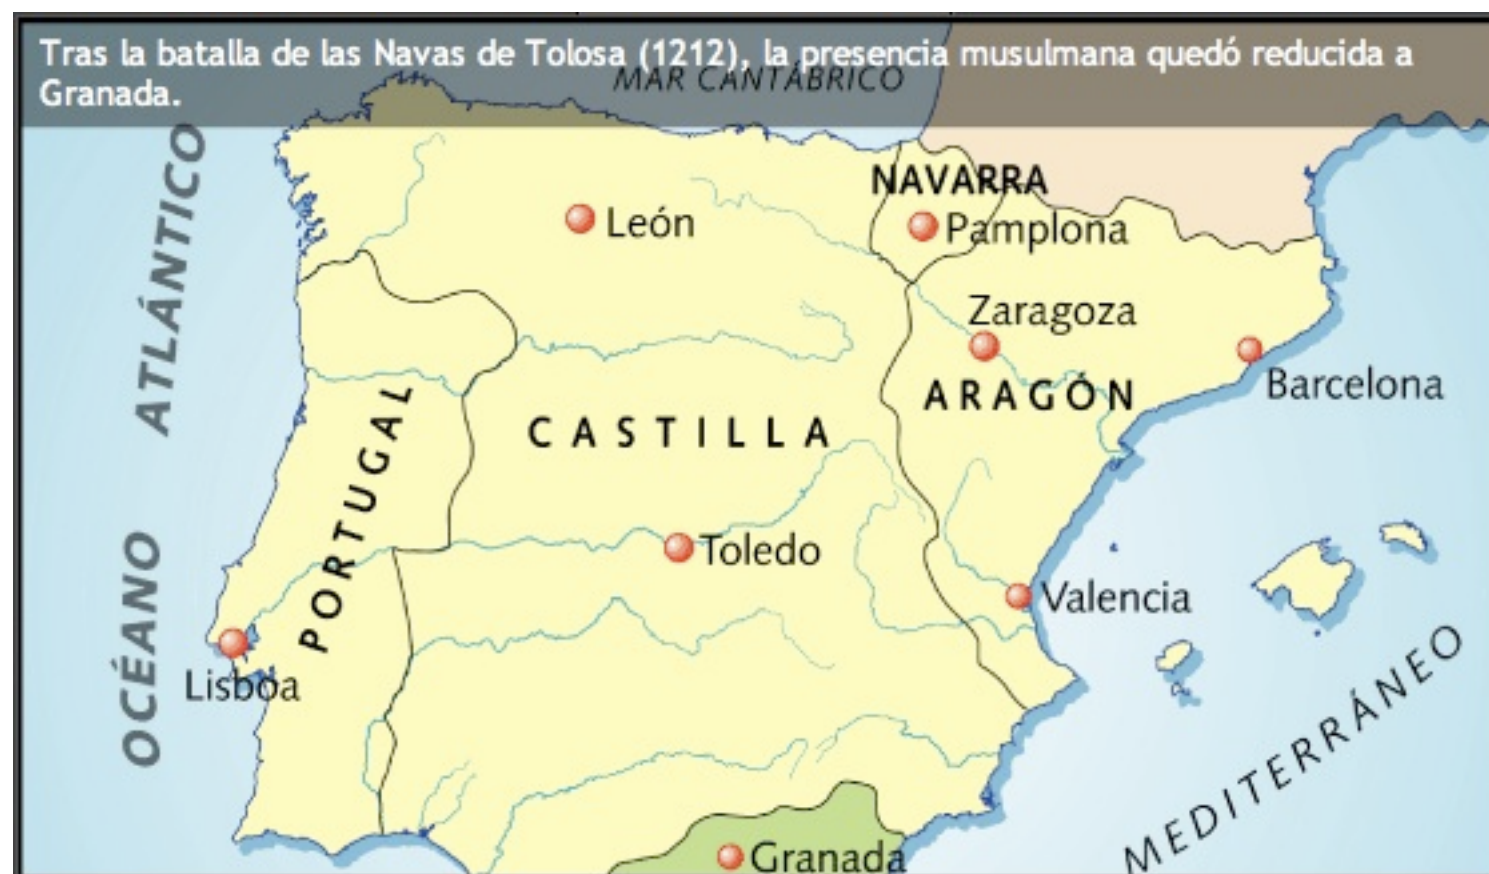 Tras la batalla de las Navas de Tolosa (1212), la presencia musulmana quedó reducida a
Granada.
MAR CANTÁBRICO
OCÉANO ATLÁNTICO
NAVARRA
León
Pamplona
Zaragoza
Barcelona
ARAGÓN
CASTILLA
PORTUGAL
Toledo
Valencia
Lisboa
MEDITERRÁNEO
Granada